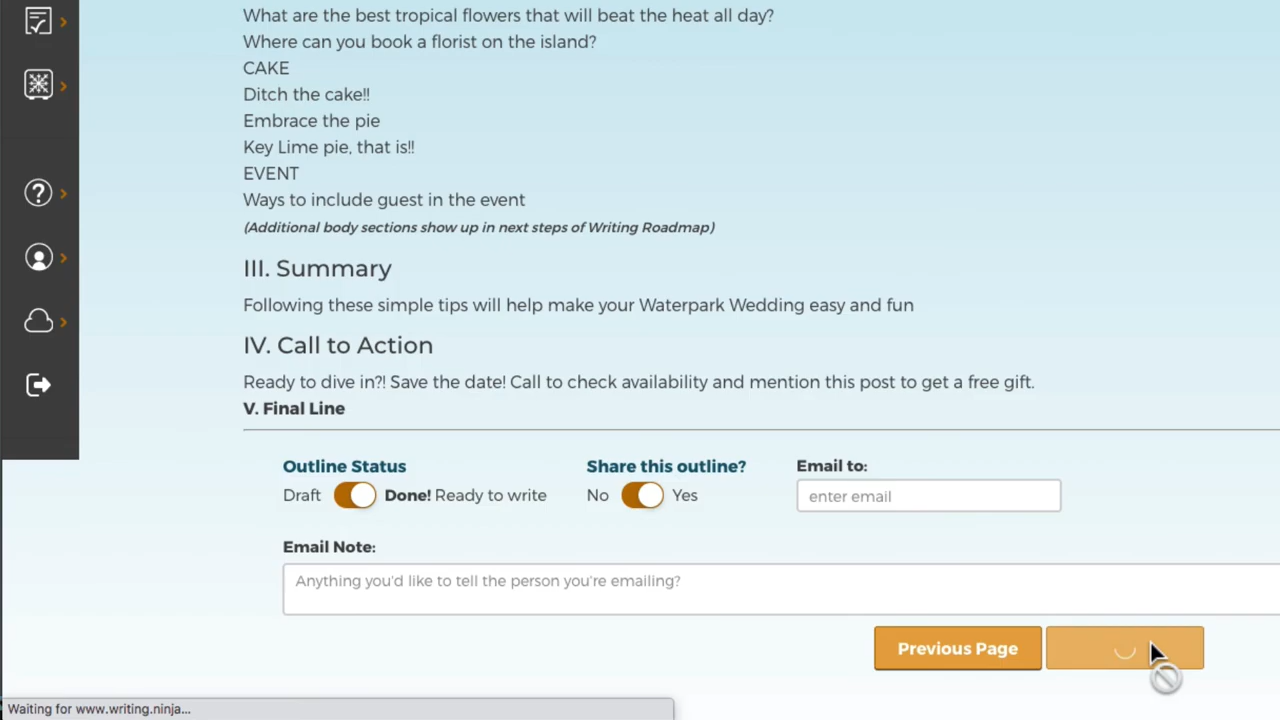 What are the best tropical flowers that will beat the heat all day?
Where can you book a florist on the island?
CAKE
Ditch the cake!!
Embrace the pie
Key Lime pie, that is!!
EVENT
Ways to include guest in the event
(Additional body sections show up in next steps of Writing Roadmap)
III. Summary
Following these simple tips will help make your Waterpark Wedding easy and fun
IV. Call to Action
Ready to dive in?! Save the date! Call to check availability and mention this post to get a free gift.
V. Final Line
Outline Status Share this outline? Email to:
Draft Done! Ready to write No Yes enter email
Email Note:
Anything you'd like to tell the person you're emailing?
Previous Page
Waiting for www.writing.ninja...